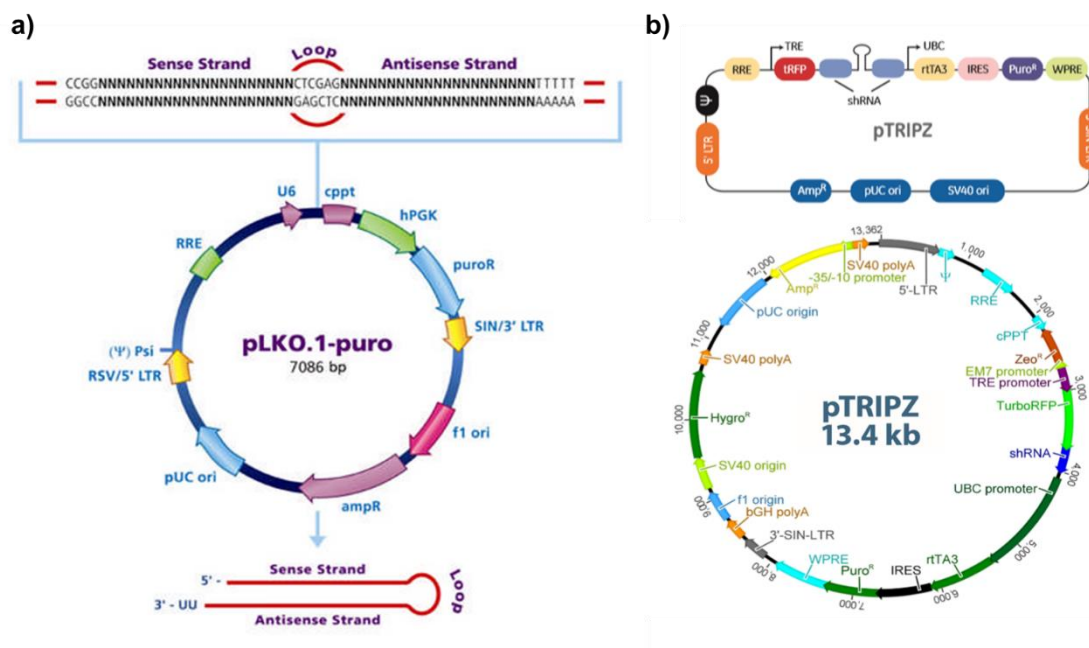 a)
Sense Strand Loop Antisense Strand
CCGGNNNNNNNNNNNNNNNNNNNNNCTCGAGNNNNNNNNNNNNNNNNNNNNNTTTTT
GGCCNNNNNNNNNNNNNNNNNNNNNGAGCTCNNNNNNNNNNNNNNNNNNNNNAAAAA
U6
cppt
hPGK
RRE
puroR
SIN/3' LTR
pLKO.1-puro
7086 bp
(Ψ) Psi
RSV/5' LTR
f1 ori
pUC ori
ampR
5' -
Sense Strand
Loop
3' - UU
Antisense Strand
b)
TRE
UBC
RRE
tRFP
rtTA3
IRES
Puroᴿ
WPRE
shRNA
Ψ
pTRIPZ
5' LTR
Ampᴿ
pUC ori
SV40 ori
13,362
SV40 polyA
-35/-10 promoter
Ampᴿ
5'-LTR
Ψ
1,000
RRE
2,000
cPPT
Zeoᴿ
EM7 promoter
TRE promoter
3,000
TurboRFP
shRNA
4,000
UBC promoter
5,000
rtTA3
6,000
IRES
Puroᴿ
7,000
WPRE
8,000
3'-SIN-LTR
bGH polyA
f1 origin
9,000
SV40 origin
Hygroᴿ
10,000
SV40 polyA
11,000
pUC origin
12,000
pTRIPZ
13.4 kb